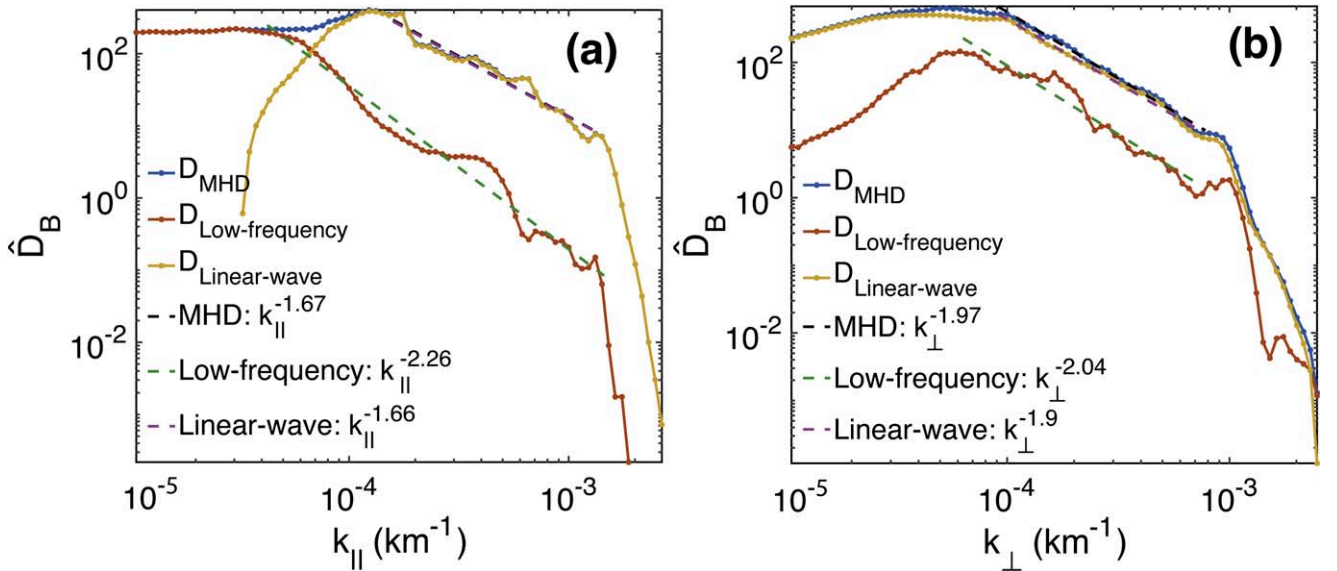 (a)
10^2
10^0
10^-2
D̂_B
D_MHD
D_Low-frequency
D_Linear-wave
MHD: k_||^-1.67
Low-frequency: k_||^-2.26
Linear-wave: k_||^-1.66
10^-5 10^-4 10^-3
k_|| (km^-1)
(b)
10^2
10^0
10^-2
D̂_B
D_MHD
D_Low-frequency
D_Linear-wave
MHD: k_⊥^-1.97
Low-frequency: k_⊥^-2.04
Linear-wave: k_⊥^-1.9
10^-5 10^-4 10^-3
k_⊥ (km^-1)